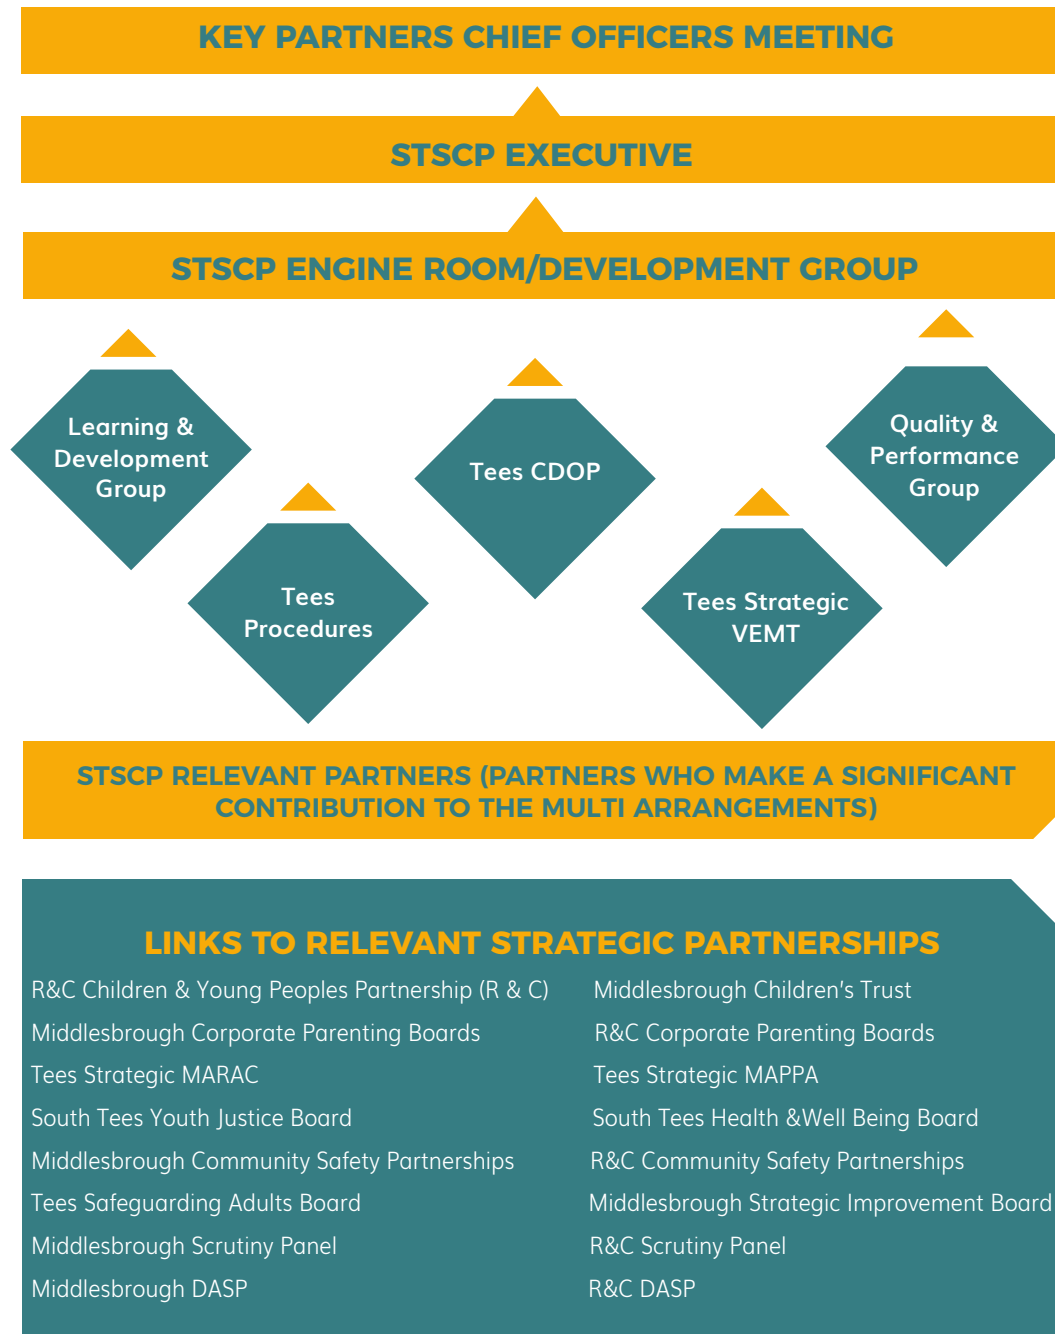 KEY PARTNERS CHIEF OFFICERS MEETING
STSCP EXECUTIVE
STSCP ENGINE ROOM/DEVELOPMENT GROUP
Learning &
Development
Group
Tees CDOP
Quality &
Performance
Group
Tees
Procedures
Tees Strategic
VEMT
STSCP RELEVANT PARTNERS (PARTNERS WHO MAKE A SIGNIFICANT
CONTRIBUTION TO THE MULTI ARRANGEMENTS)
LINKS TO RELEVANT STRATEGIC PARTNERSHIPS
R&C Children & Young Peoples Partnership (R & C)
Middlesbrough Corporate Parenting Boards
Tees Strategic MARAC
South Tees Youth Justice Board
Middlesbrough Community Safety Partnerships
Tees Safeguarding Adults Board
Middlesbrough Scrutiny Panel
Middlesbrough DASP
Middlesbrough Children's Trust
R&C Corporate Parenting Boards
Tees Strategic MAPPA
South Tees Health &Well Being Board
R&C Community Safety Partnerships
Middlesbrough Strategic Improvement Board
R&C Scrutiny Panel
R&C DASP